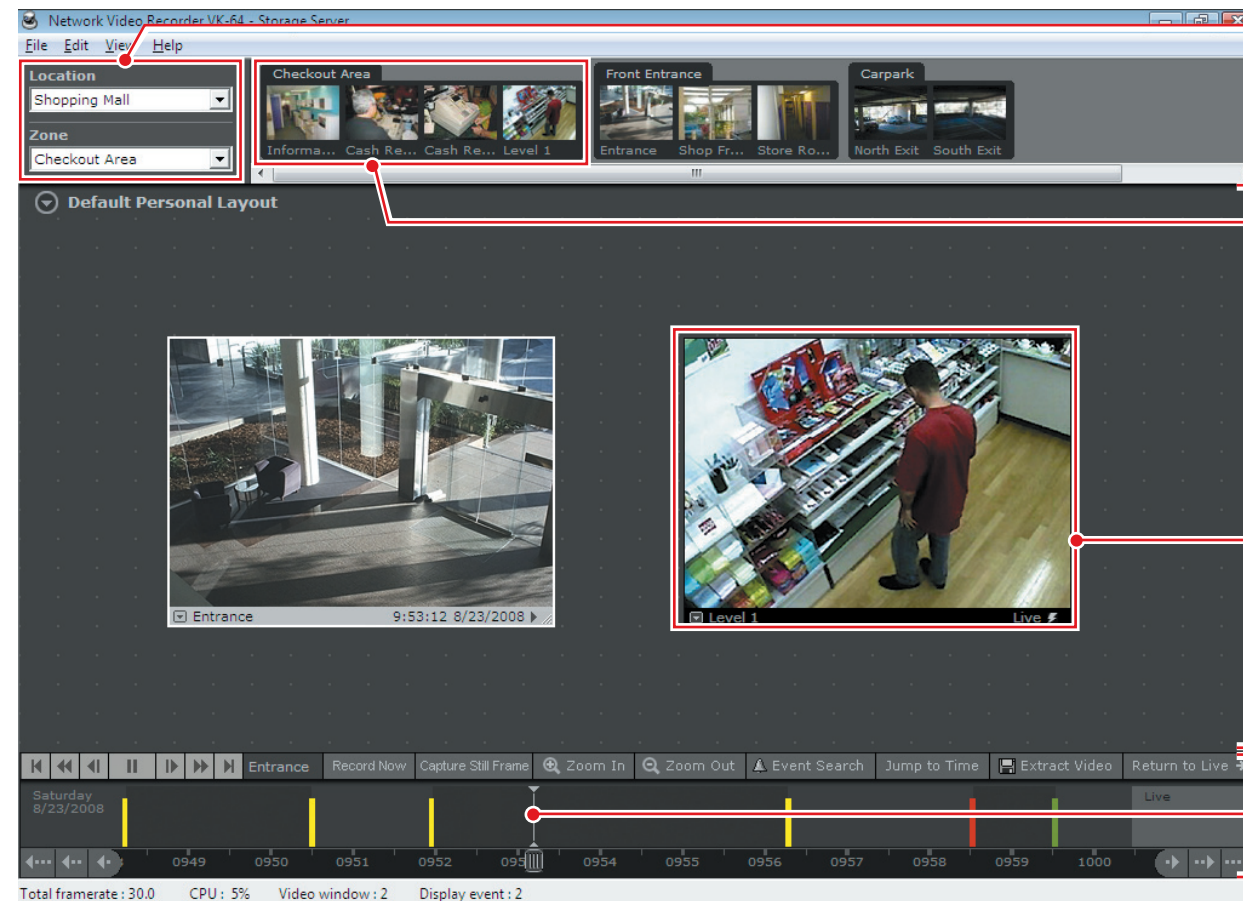 Network Video Recorder VK-64 - Storage Server
File Edit View Help
Location
Shopping Mall
Zone
Checkout Area
Checkout Area
Informa... Cash Re... Cash Re... Level 1
Front Entrance
Entrance Shop Fr... Store Ro...
Carpark
North Exit South Exit
Default Personal Layout
Entrance 9:53:12 8/23/2008
Level 1 Live
Entrance Record Now Capture Still Frame Zoom In Zoom Out Event Search Jump to Time Extract Video Return to Live
Saturday
8/23/2008
Live
0949 0950 0951 0952 095 0954 0955 0956 0957 0958 0959 1000
Total framerate : 30.0 CPU : 5% Video window : 2 Display event : 2